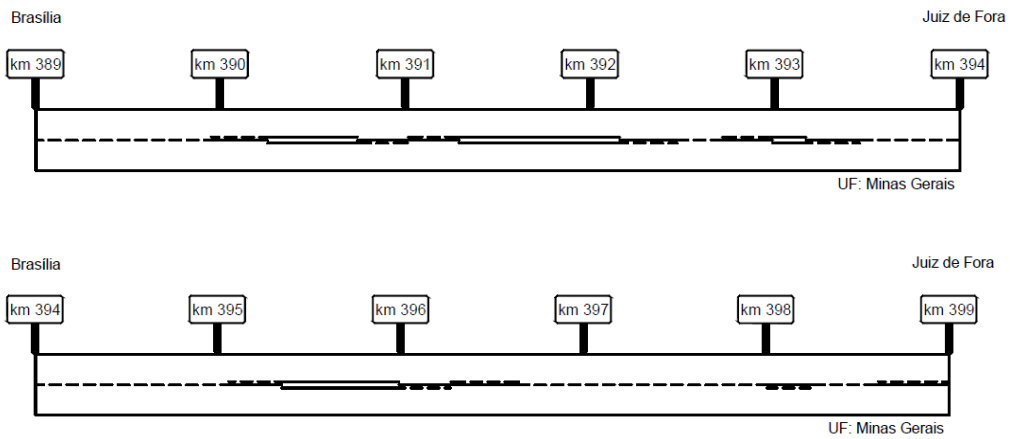 Brasília Juiz de Fora
km 389 km 390 km 391 km 392 km 393 km 394
UF: Minas Gerais
Brasília Juiz de Fora
km 394 km 395 km 396 km 397 km 398 km 399
UF: Minas Gerais